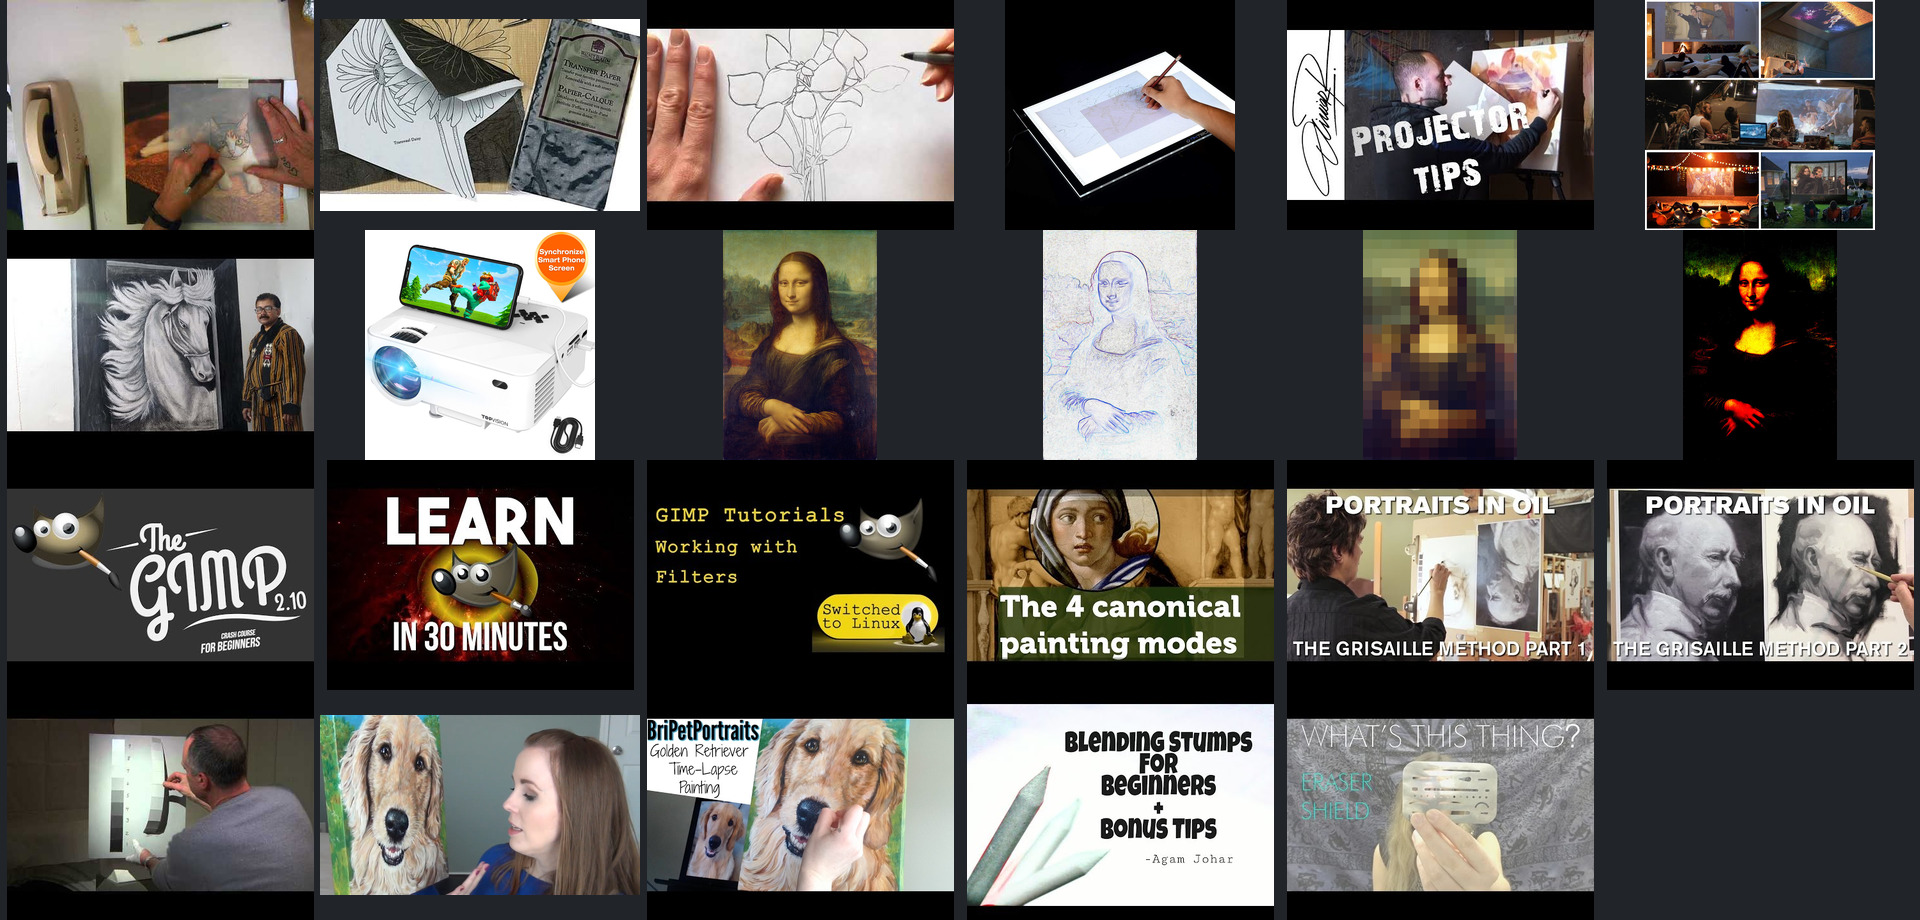 TRANSFER PAPER
PAPIER-CALQUE
PROJECTOR
TIPS
Synchronize
Smart Phone
Screen
TOPVISION
The
GIMP
2.10
CRASH COURSE
FOR BEGINNERS
LEARN
IN 30 MINUTES
GIMP Tutorials
Working with
Filters
Switched
to Linux
The 4 canonical
painting modes
PORTRAITS IN OIL
THE GRISAILLE METHOD PART 1
PORTRAITS IN OIL
THE GRISAILLE METHOD PART 2
BriPetPortraits
Golden Retriever
Time-Lapse
Painting
Blending Stumps
for
Beginners
+
Bonus Tips
-Agam Johar
WHAT'S THIS THING?
ERASER
SHIELD